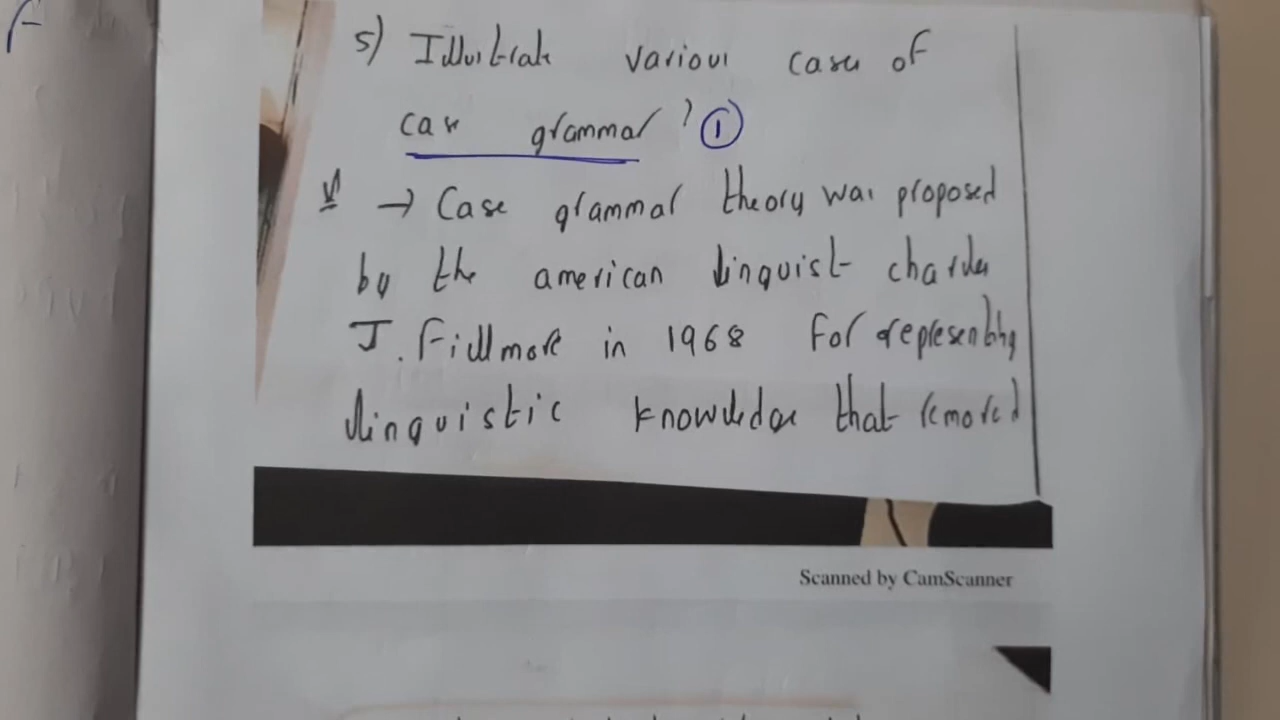 5) Illustrate various cases of
case grammar? ①
→ Case grammar theory was proposed
by the american linguist charles
J. Fillmore in 1968 For representing
linguistic knowledge that removed
Scanned by CamScanner